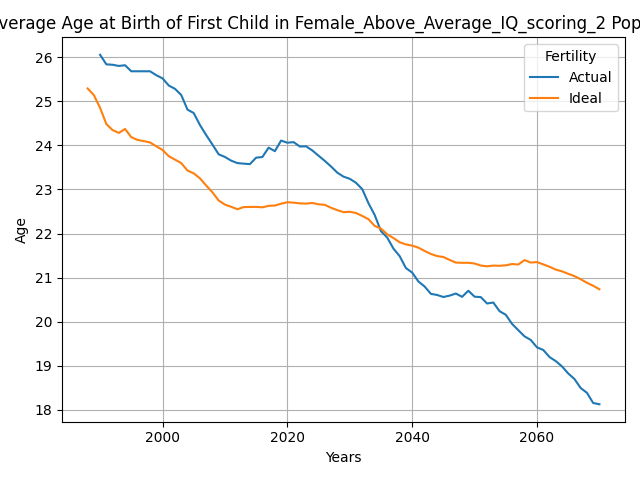 verage Age at Birth of First Child in Female_Above_Average_IQ_scoring_2 Pop
Fertility
Actual
Ideal
Age
26
25
24
23
22
21
20
19
18
2000 2020 2040 2060
Years